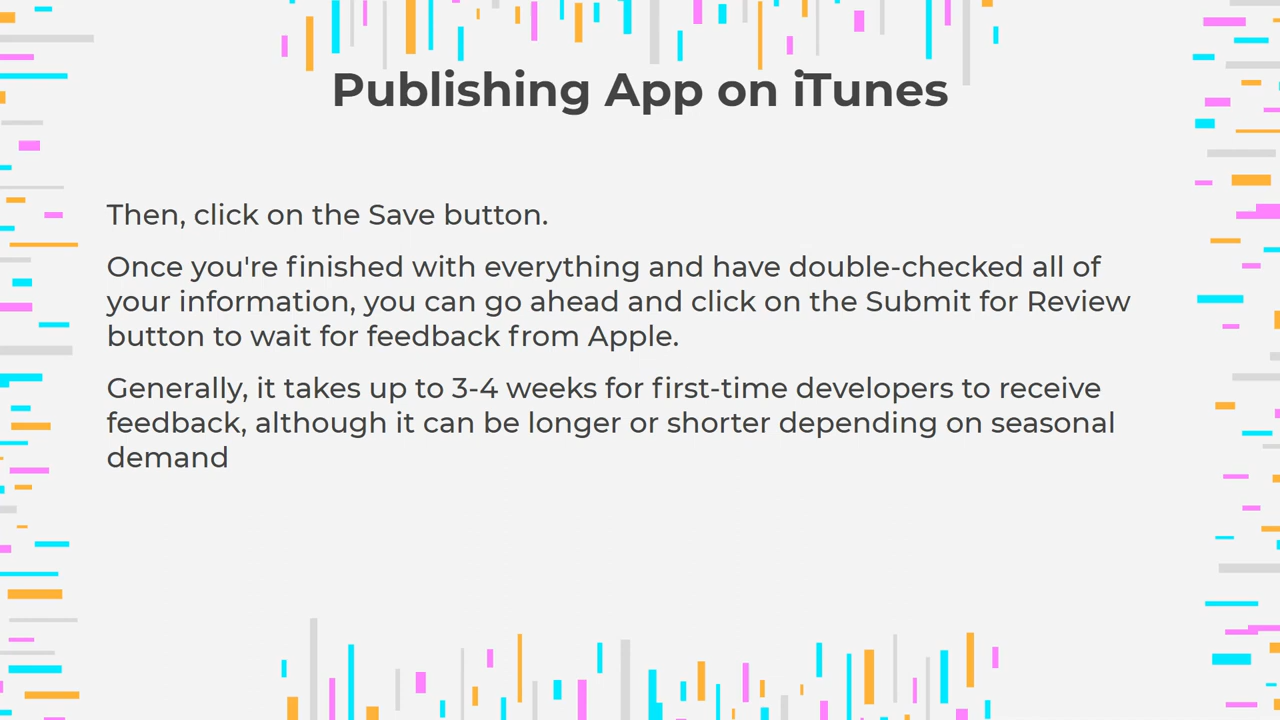 Publishing App on iTunes
Then, click on the Save button.
Once you're finished with everything and have double-checked all of
your information, you can go ahead and click on the Submit for Review
button to wait for feedback from Apple.
Generally, it takes up to 3-4 weeks for first-time developers to receive
feedback, although it can be longer or shorter depending on seasonal
demand